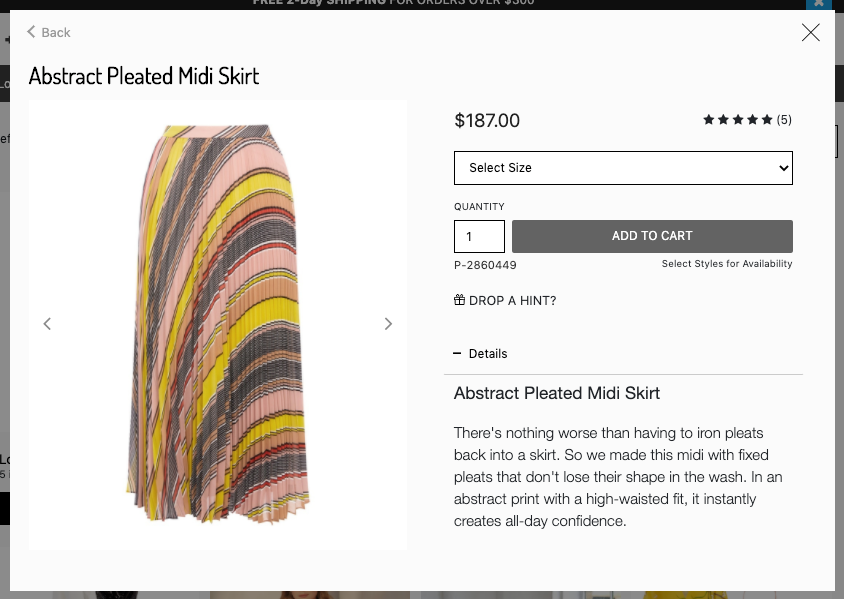 FREE 2-Day SHIPPING FOR ORDERS OVER $300
Back
Abstract Pleated Midi Skirt
$187.00
(5)
Select Size
QUANTITY
1
ADD TO CART
P-2860449
Select Styles for Availability
DROP A HINT?
Details
Abstract Pleated Midi Skirt
There's nothing worse than having to iron pleats
back into a skirt. So we made this midi with fixed
pleats that don't lose their shape in the wash. In an
abstract print with a high-waisted fit, it instantly
creates all-day confidence.